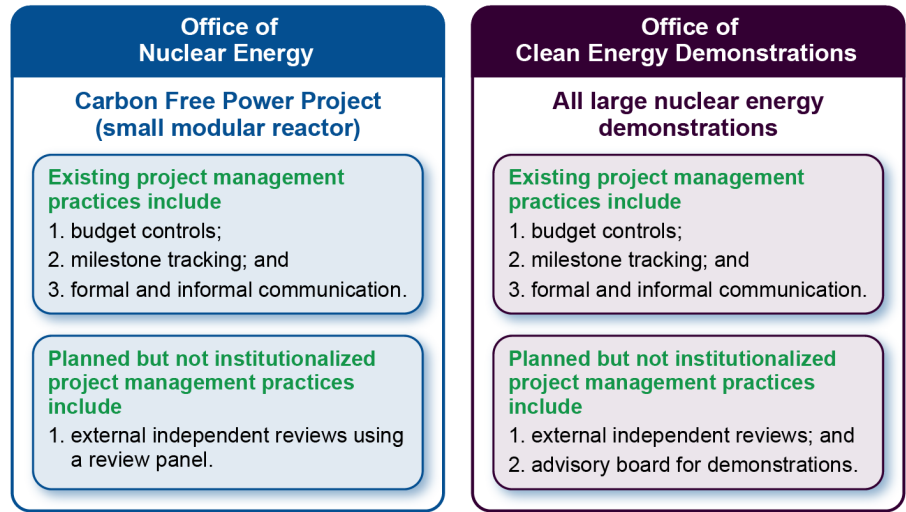 Office of
Nuclear Energy
Carbon Free Power Project
(small modular reactor)
Existing project management
practices include
1. budget controls;
2. milestone tracking; and
3. formal and informal communication.
Planned but not institutionalized
project management practices
include
1. external independent reviews using
a review panel.
Office of
Clean Energy Demonstrations
All large nuclear energy
demonstrations
Existing project management
practices include
1. budget controls;
2. milestone tracking; and
3. formal and informal communication.
Planned but not institutionalized
project management practices
include
1. external independent reviews; and
2. advisory board for demonstrations.